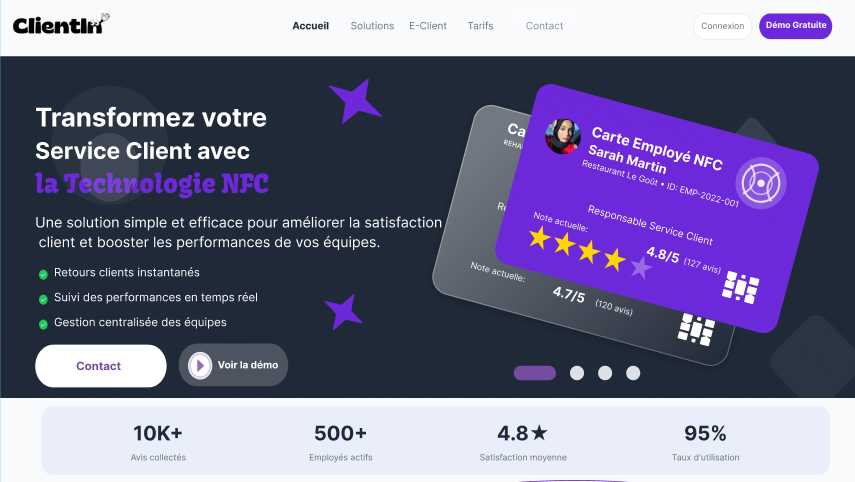 ClientIn
Accueil
Solutions
E-Client
Tarifs
Contact
Connexion
Démo Gratuite
Transformez votre
Service Client avec
la Technologie NFC
Une solution simple et efficace pour améliorer la satisfaction
client et booster les performances de vos équipes.
Retours clients instantanés
Suivi des performances en temps réel
Gestion centralisée des équipes
Contact
Voir la démo
Carte Employé NFC
Sarah Martin
Restaurant Le Goût • ID: EMP-2022-001
Responsable Service Client
Note actuelle:
4.8/5 (127 avis)
Note actuelle:
4.7/5 (120 avis)
10K+
Avis collectés
500+
Employés actifs
4.8★
Satisfaction moyenne
95%
Taux d'utilisation